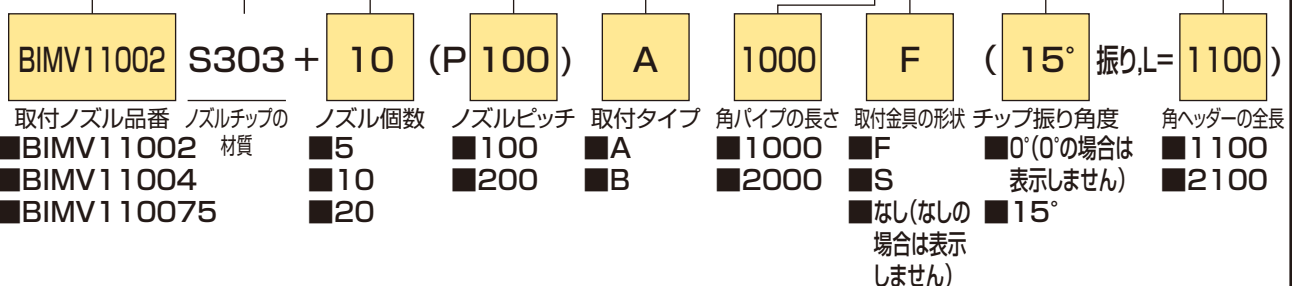 BIMV11002 S303 + 10 (P 100) A 1000 F ( 15° 振り,L= 1100 )
取付ノズル品番 ノズルチップの ノズル個数 ノズルピッチ 取付タイプ 角パイプの長さ 取付金具の形状 チップ振り角度 角ヘッダーの全長
■BIMV11002 材質 ■5 ■100 ■A ■1000 ■F ■0°(0°の場合は ■1100
■BIMV11004 ■10 ■200 ■B ■2000 ■S 表示しません) ■2100
■BIMV110075 ■20 ■なし(なしの ■15°
場合は表示
しません)